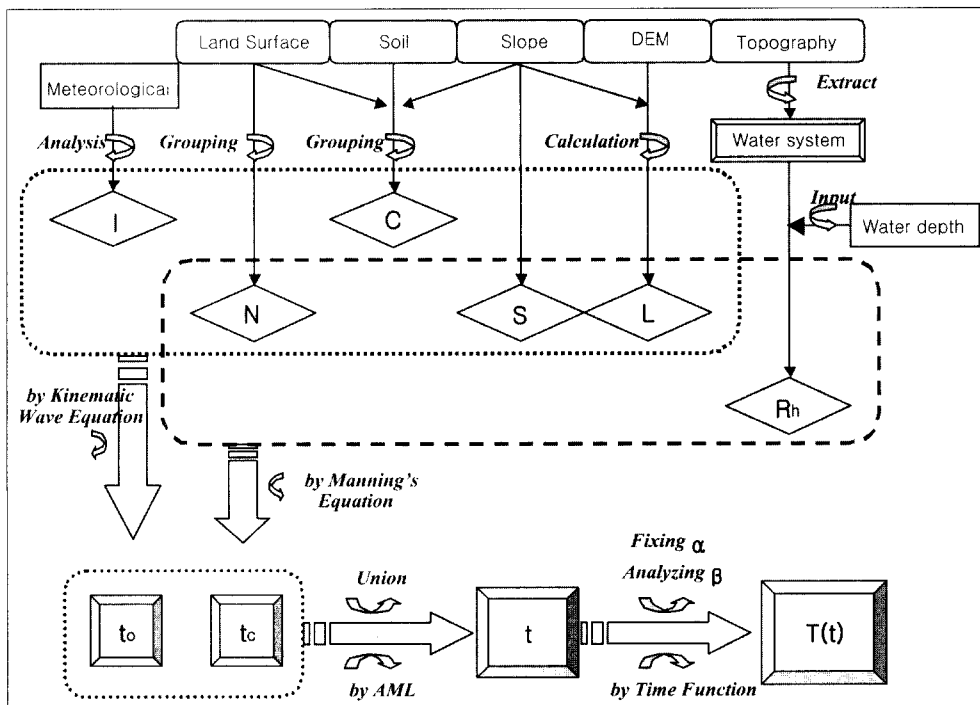 Land Surface
Soil
Slope
DEM
Topography
Meteorological
Extract
Analysis
Grouping
Grouping
Calculation
Water system
Input
Water depth
I
C
N
S
L
Rh
by Kinematic
Wave Equation
by Manning's
Equation
Fixing α
Analyzing β
Union
to
tc
t
T(t)
by AML
by Time Function